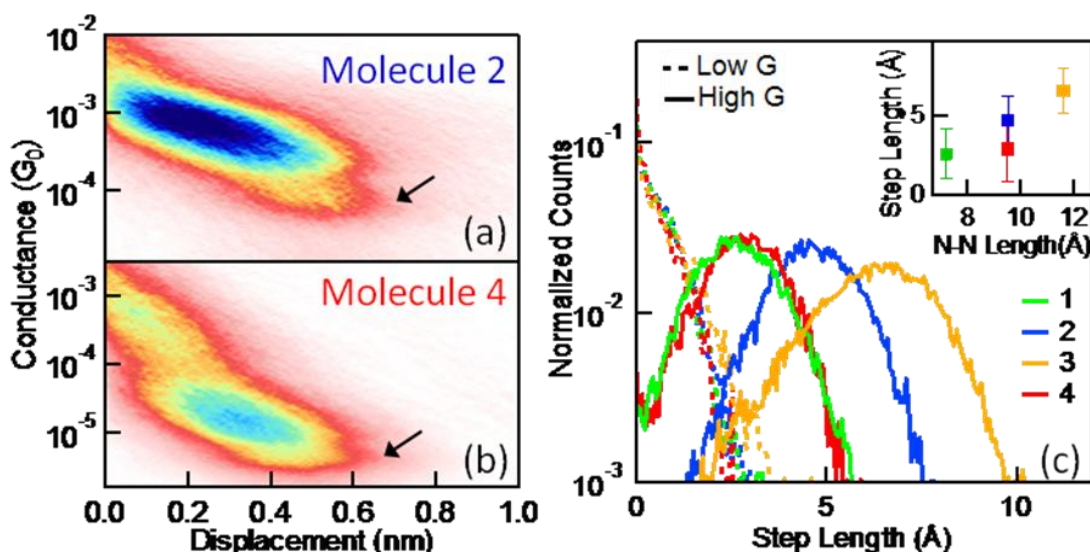 Conductance (G₀)
10⁻²
10⁻³
10⁻⁴
Molecule 2
(a)
10⁻³
10⁻⁴
10⁻⁵
Molecule 4
(b)
0.0 0.2 0.4 0.6 0.8 1.0
Displacement (nm)
Normalized Counts
10⁻¹
10⁻²
10⁻³
Low G
High G
Step Length (Å)
5
0
8 10 12
N-N Length(Å)
1
2
3
4
(c)
0 5 10
Step Length (Å)